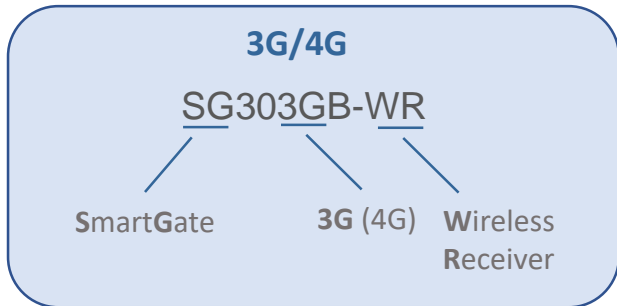 3G/4G
SG303GB-WR
SmartGate
3G (4G)
Wireless
Receiver